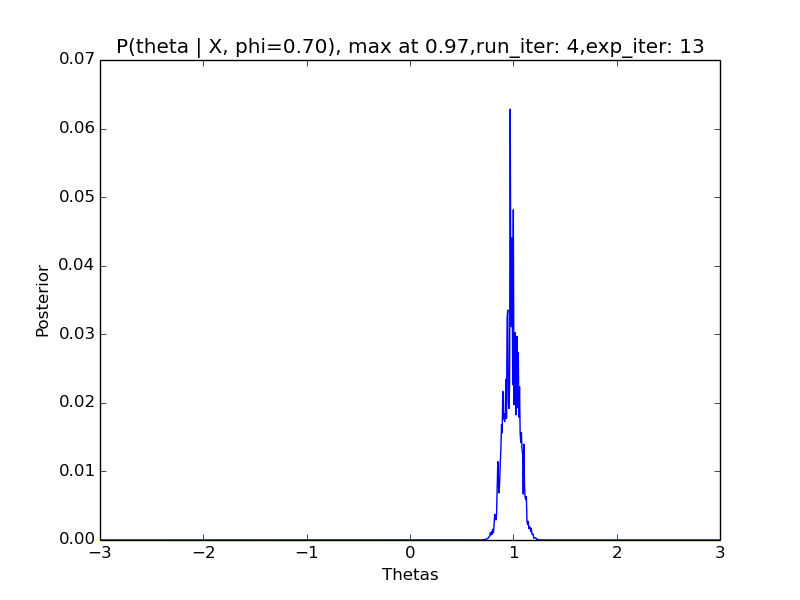 P(theta | X, phi=0.70), max at 0.97,run_iter: 4,exp_iter: 13
0.07
0.06
0.05
0.04
0.03
0.02
0.01
0.00
Posterior
−3 −2 −1 0 1 2 3
Thetas